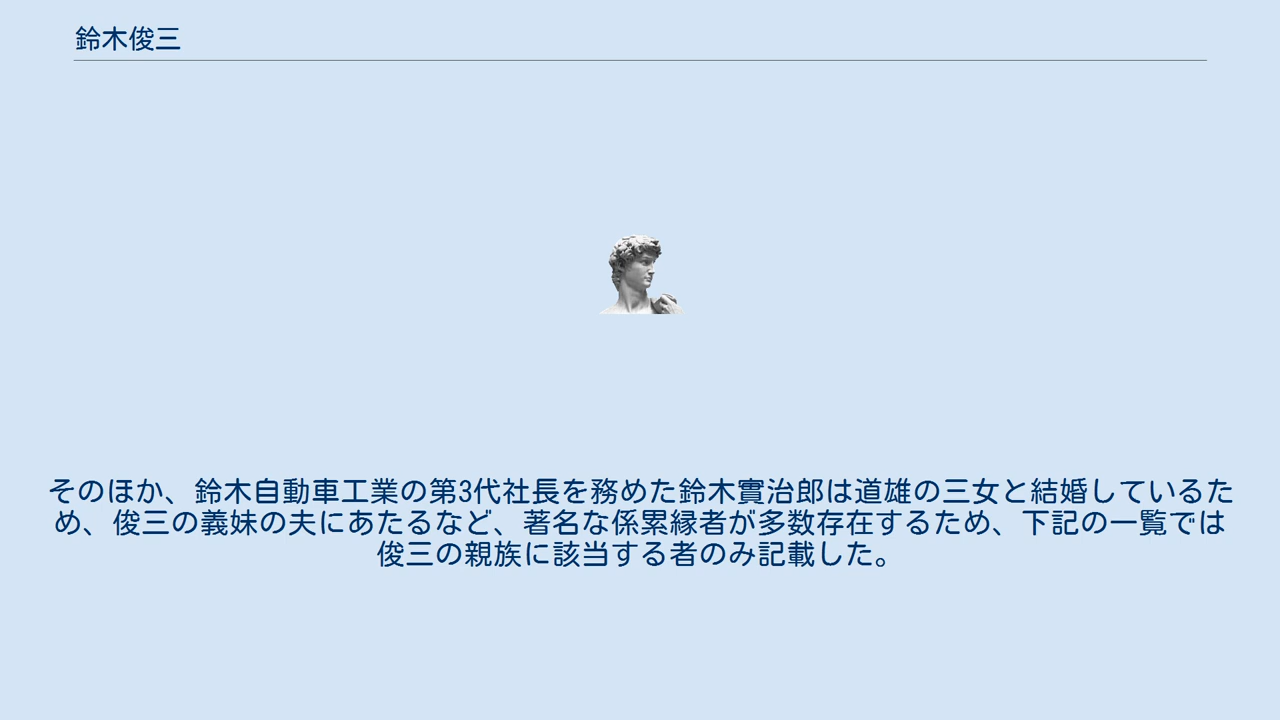 鈴木俊三
そのほか、鈴木自動車工業の第3代社長を務めた鈴木實治郎は道雄の三女と結婚しているた
め、俊三の義妹の夫にあたるなど、著名な係累縁者が多数存在するため、下記の一覧では
俊三の親族に該当する者のみ記載した。